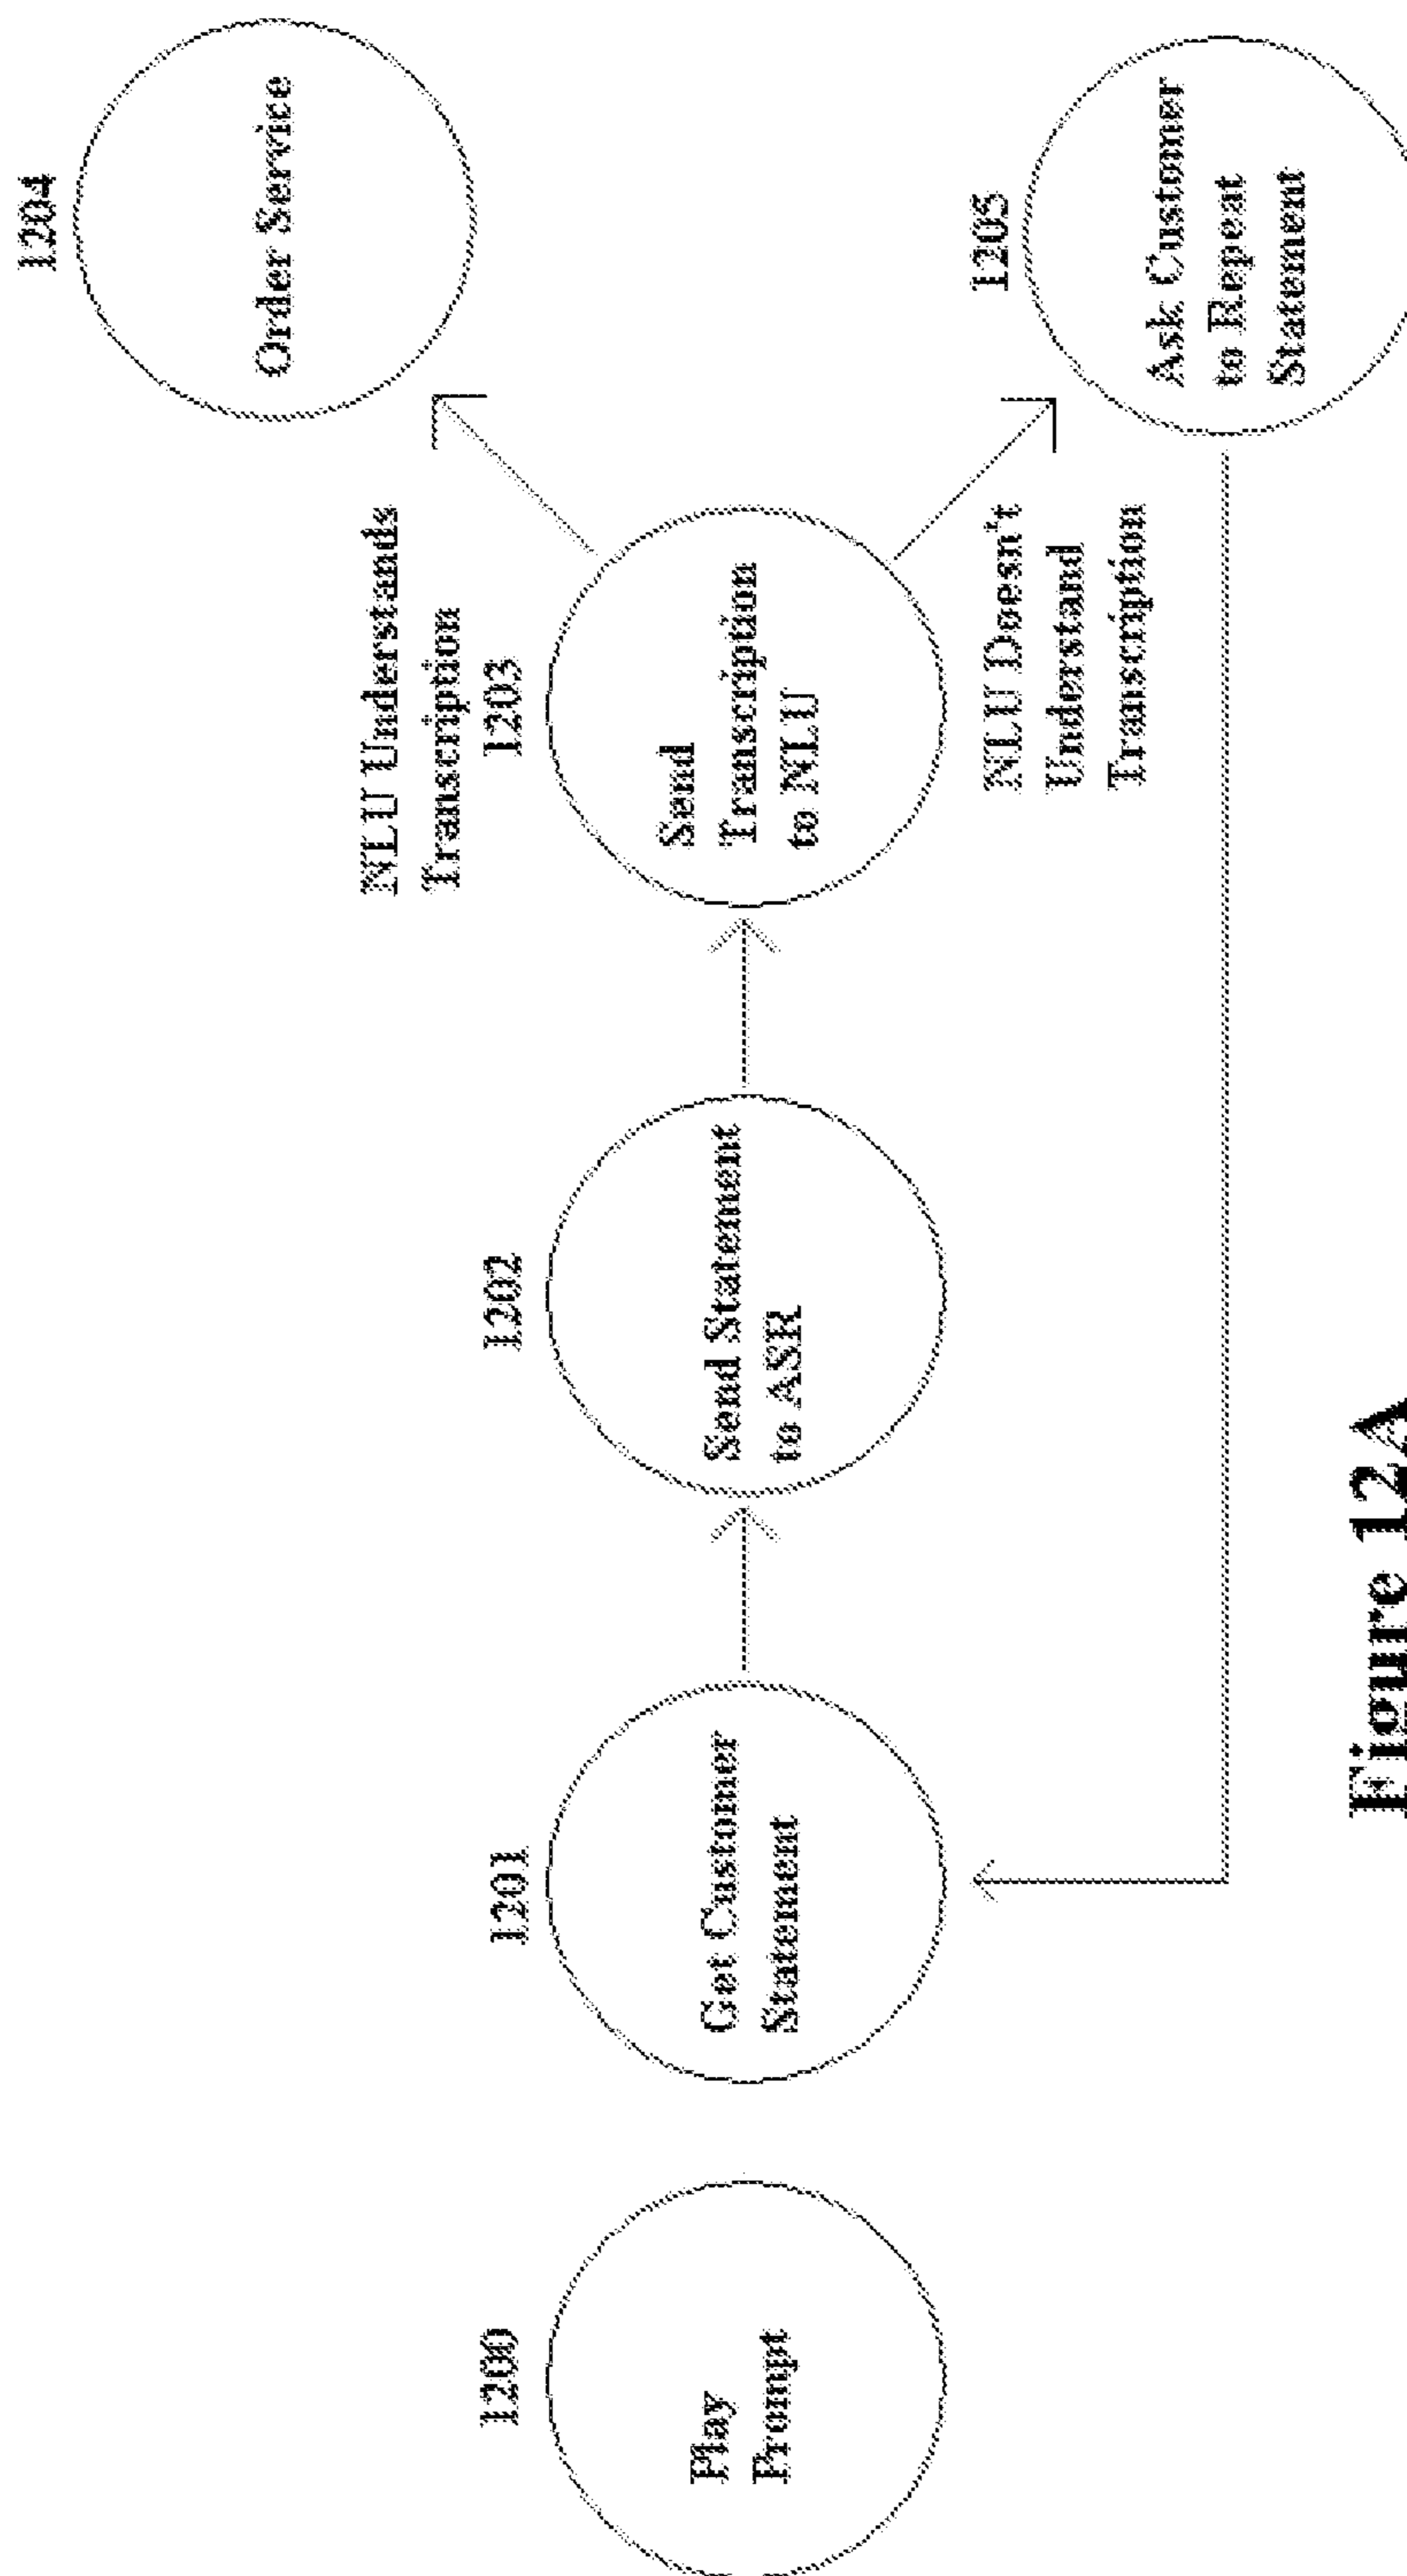 1200
Play
Prompt
1201
Get Customer
Statement
1202
Send Statement
to ASR
NLU Understands
Transcription
1203
Send
Transcription
to NLU
NLU Doesn't
Understand
Transcription
1204
Order Service
1205
Ask Customer
to Repeat
Statement
Figure 12A